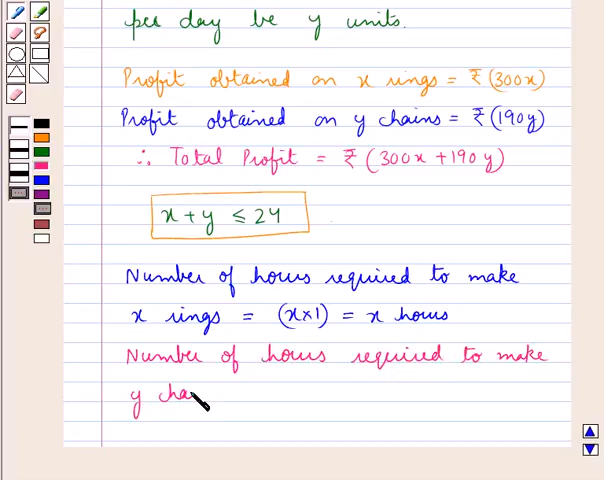 per day be y units.
Profit obtained on x rings = ₹ (300x)
Profit obtained on y chains = ₹ (190y)
∴ Total Profit = ₹ (300x + 190y)
x + y ≤ 24
Number of hours required to make
x rings = (x×1) = x hours
Number of hours required to make
y cha